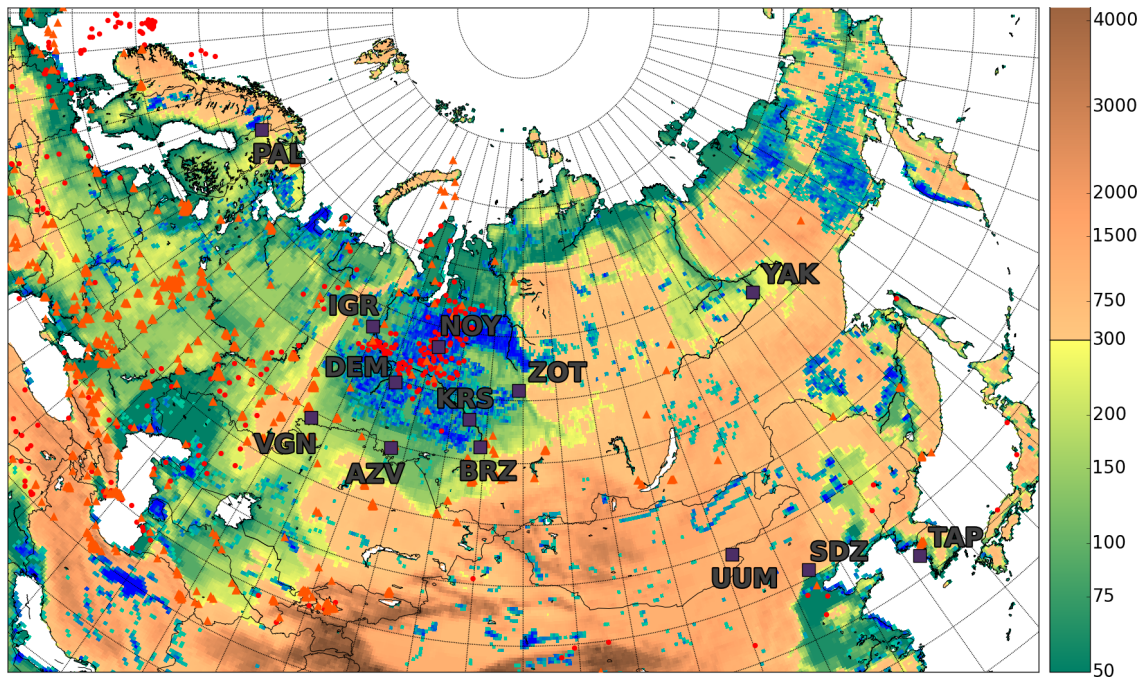 4000
3000
2000
1500
750
300
200
150
100
75
50
PAL
YAK
IGR
NOY
DEM
ZOT
KRS
VGN
AZV
BRZ
TAP
SDZ
UUM